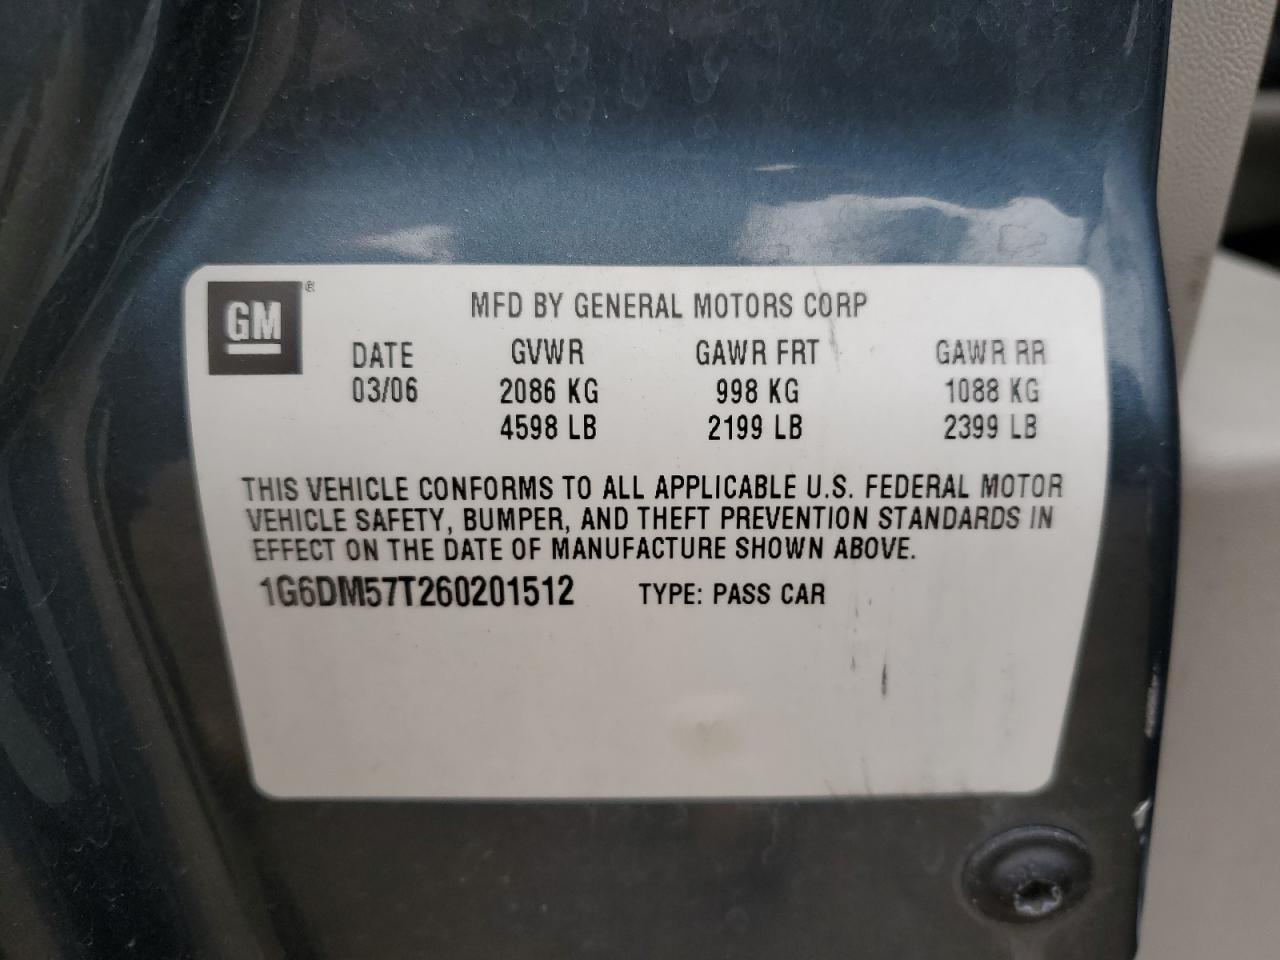 GM ®
MFD BY GENERAL MOTORS CORP
DATE GVWR GAWR FRT GAWR RR
03/06 2086 KG 998 KG 1088 KG
4598 LB 2199 LB 2399 LB
THIS VEHICLE CONFORMS TO ALL APPLICABLE U.S. FEDERAL MOTOR
VEHICLE SAFETY, BUMPER, AND THEFT PREVENTION STANDARDS IN
EFFECT ON THE DATE OF MANUFACTURE SHOWN ABOVE.
1G6DM57T260201512 TYPE: PASS CAR